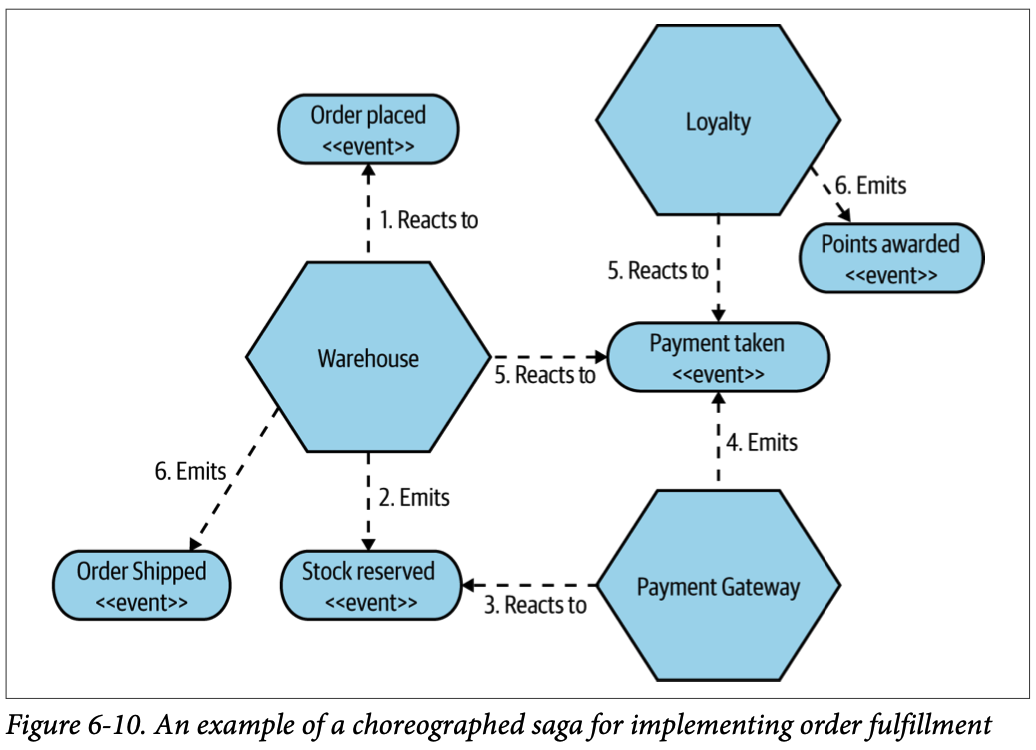 Order placed
<<event>>
Loyalty
6. Emits
1. Reacts to
Points awarded
<<event>>
5. Reacts to
Payment taken
<<event>>
Warehouse
5. Reacts to
4. Emits
6. Emits
2. Emits
Order Shipped
<<event>>
Stock reserved
<<event>>
3. Reacts to
Payment Gateway
Figure 6-10. An example of a choreographed saga for implementing order fulfillment